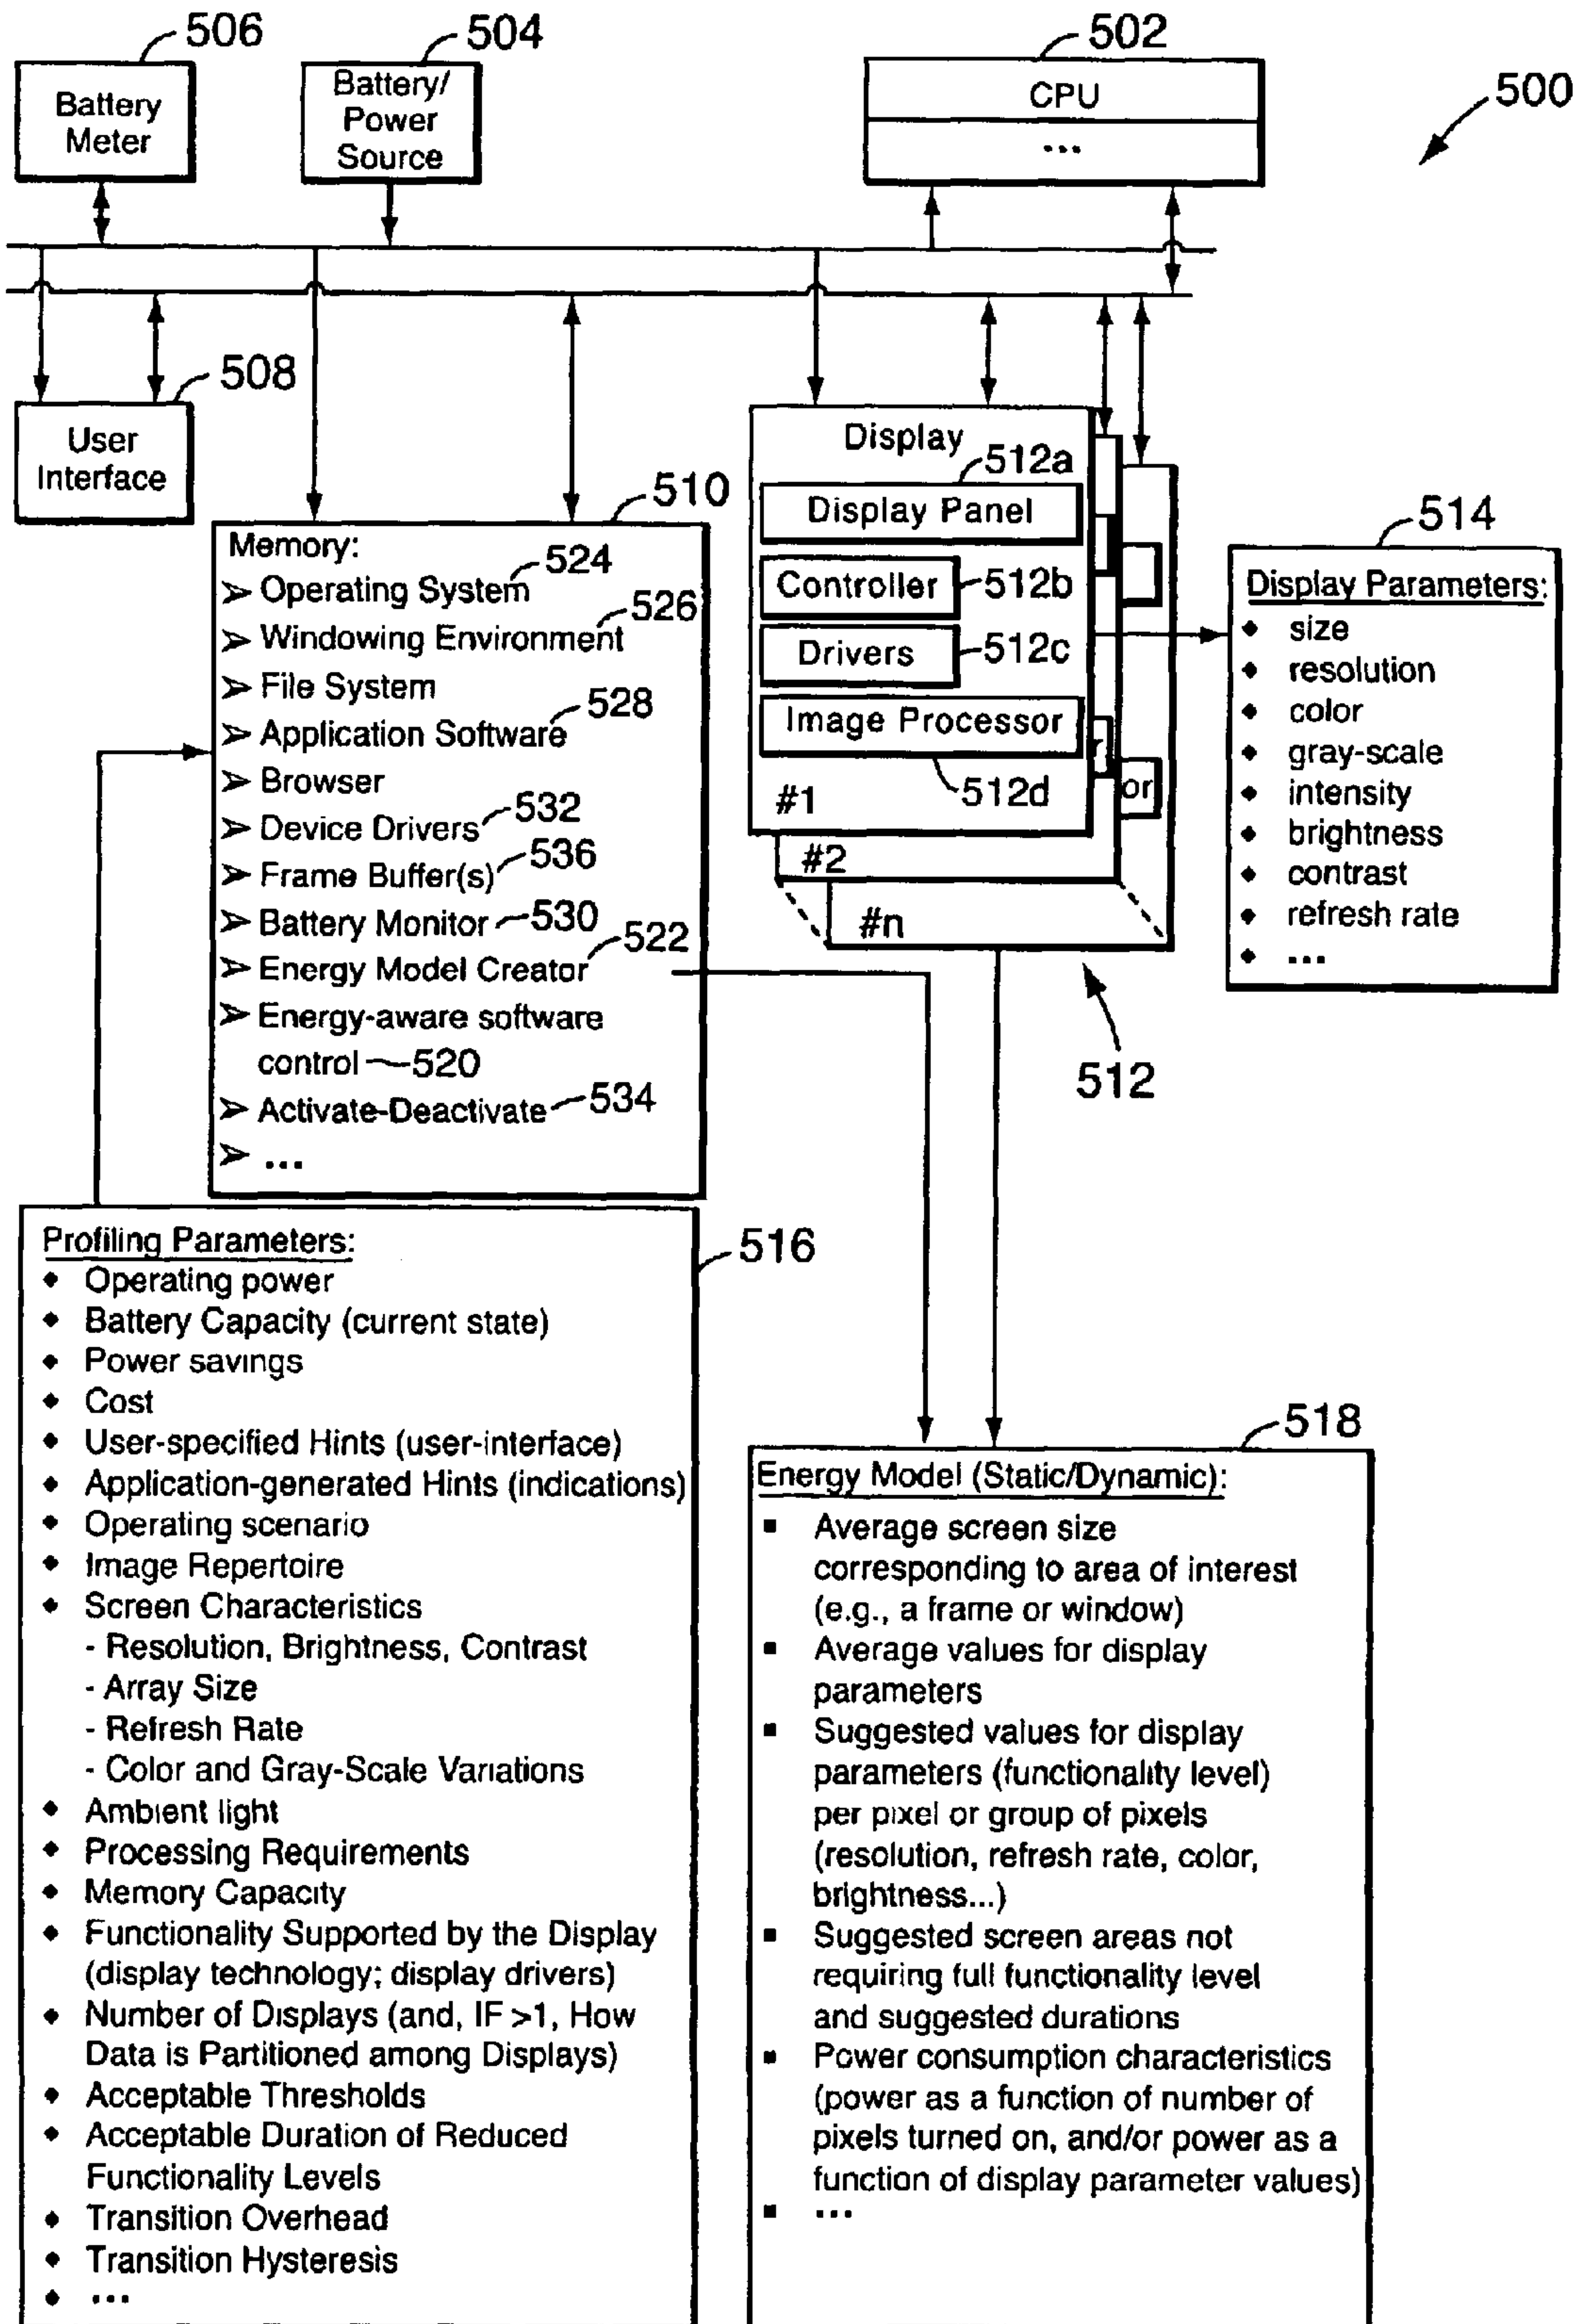 506
504
502
500
Battery
Meter
Battery/
Power
Source
CPU
...
508
User
Interface
510
Memory:
➢ Operating System 524
➢ Windowing Environment 526
➢ File System
➢ Application Software 528
➢ Browser
➢ Device Drivers 532
➢ Frame Buffer(s) 536
➢ Battery Monitor 530
➢ Energy Model Creator 522
➢ Energy-aware software
control 520
➢ Activate-Deactivate 534
➢ ...
Display
512a
Display Panel
Controller 512b
Drivers 512c
Image Processor
512d
#1
r
or
#2
#n
512
514
Display Parameters:
◆ size
◆ resolution
◆ color
◆ gray-scale
◆ intensity
◆ brightness
◆ contrast
◆ refresh rate
◆ ...
516
Profiling Parameters:
◆ Operating power
◆ Battery Capacity (current state)
◆ Power savings
◆ Cost
◆ User-specified Hints (user-interface)
◆ Application-generated Hints (indications)
◆ Operating scenario
◆ Image Repertoire
◆ Screen Characteristics
- Resolution, Brightness, Contrast
- Array Size
- Refresh Rate
- Color and Gray-Scale Variations
◆ Ambient light
◆ Processing Requirements
◆ Memory Capacity
◆ Functionality Supported by the Display
(display technology; display drivers)
◆ Number of Displays (and, IF >1, How
Data is Partitioned among Displays)
◆ Acceptable Thresholds
◆ Acceptable Duration of Reduced
Functionality Levels
◆ Transition Overhead
◆ Transition Hysteresis
◆ ...
518
Energy Model (Static/Dynamic):
▪ Average screen size
corresponding to area of interest
(e.g., a frame or window)
▪ Average values for display
parameters
▪ Suggested values for display
parameters (functionality level)
per pixel or group of pixels
(resolution, refresh rate, color,
brightness...)
▪ Suggested screen areas not
requiring full functionality level
and suggested durations
▪ Power consumption characteristics
(power as a function of number of
pixels turned on, and/or power as a
function of display parameter values)
▪ ...